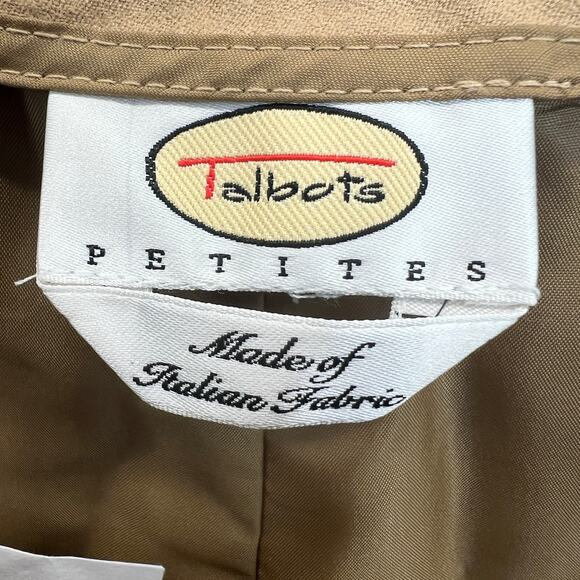 Talbots
PETITES
Made of
Italian Fabric